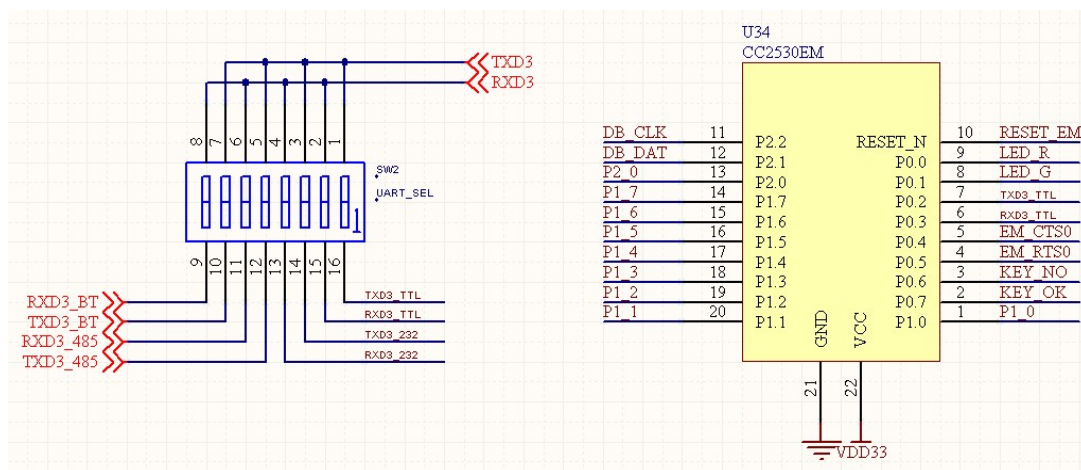 U34
CC2530EM
TXD3
RXD3
8 7 6 5 4 3 2 1
SW2
UART_SEL
1
9 10 11 12 13 14 15 16
RXD3_BT
TXD3_BT
RXD3_485
TXD3_485
TXD3_TTL
RXD3_TTL
TXD3_232
RXD3_232
DB_CLK 11 P2.2 RESET_N 10 RESET_EM
DB_DAT 12 P2.1 P0.0 9 LED_R
P2_0 13 P2.0 P0.1 8 LED_G
P1_7 14 P1.7 P0.2 7 TXD3_TTL
P1_6 15 P1.6 P0.3 6 RXD3_TTL
P1_5 16 P1.5 P0.4 5 EM_CTS0
P1_4 17 P1.4 P0.5 4 EM_RTS0
P1_3 18 P1.3 P0.6 3 KEY_NO
P1_2 19 P1.2 P0.7 2 KEY_OK
P1_1 20 P1.1 P1.0 1 P1_0
GND VCC
21 22
VDD33